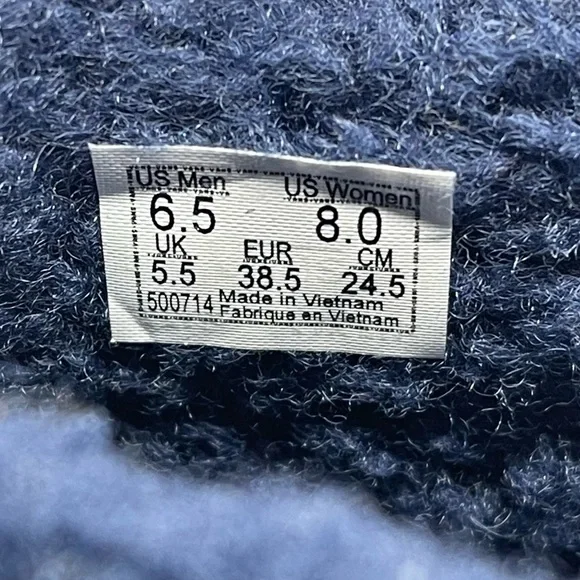 US Men US Women
6.5 8.0
UK EUR CM
5.5 38.5 24.5
500714 Made in Vietnam
Fabrique en Vietnam